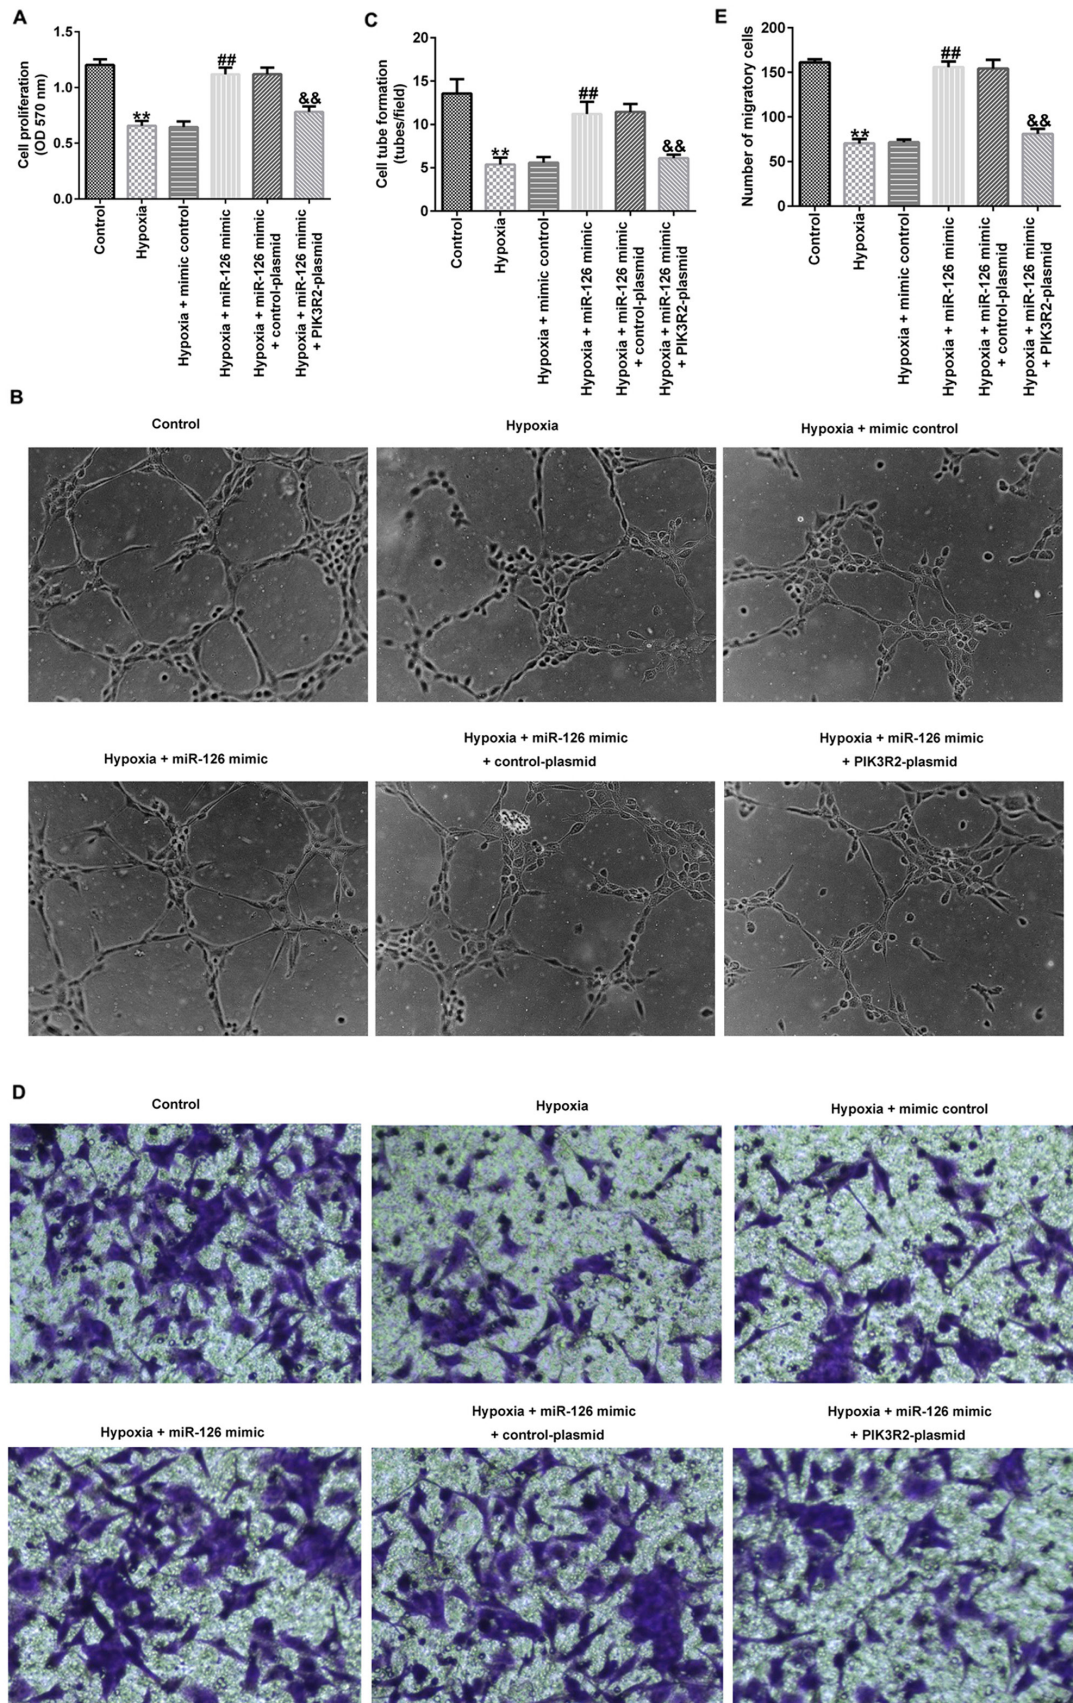 A
Cell proliferation
(OD 570 nm)
1.5
1.0
0.5
0.0
**
##
&&
Control
Hypoxia
Hypoxia + mimic control
Hypoxia + miR-126 mimic
Hypoxia + miR-126 mimic
+ control-plasmid
Hypoxia + miR-126 mimic
+ PIK3R2-plasmid
C
Cell tube formation
(tubes/field)
20
15
10
5
0
**
##
&&
Control
Hypoxia
Hypoxia + mimic control
Hypoxia + miR-126 mimic
Hypoxia + miR-126 mimic
+ control-plasmid
Hypoxia + miR-126 mimic
+ PIK3R2-plasmid
E
Number of migratory cells
200
150
100
50
0
**
##
&&
Control
Hypoxia
Hypoxia + mimic control
Hypoxia + miR-126 mimic
Hypoxia + miR-126 mimic
+ control-plasmid
Hypoxia + miR-126 mimic
+ PIK3R2-plasmid
B
Control
Hypoxia
Hypoxia + mimic control
Hypoxia + miR-126 mimic
Hypoxia + miR-126 mimic
+ control-plasmid
Hypoxia + miR-126 mimic
+ PIK3R2-plasmid
D
Control
Hypoxia
Hypoxia + mimic control
Hypoxia + miR-126 mimic
Hypoxia + miR-126 mimic
+ control-plasmid
Hypoxia + miR-126 mimic
+ PIK3R2-plasmid